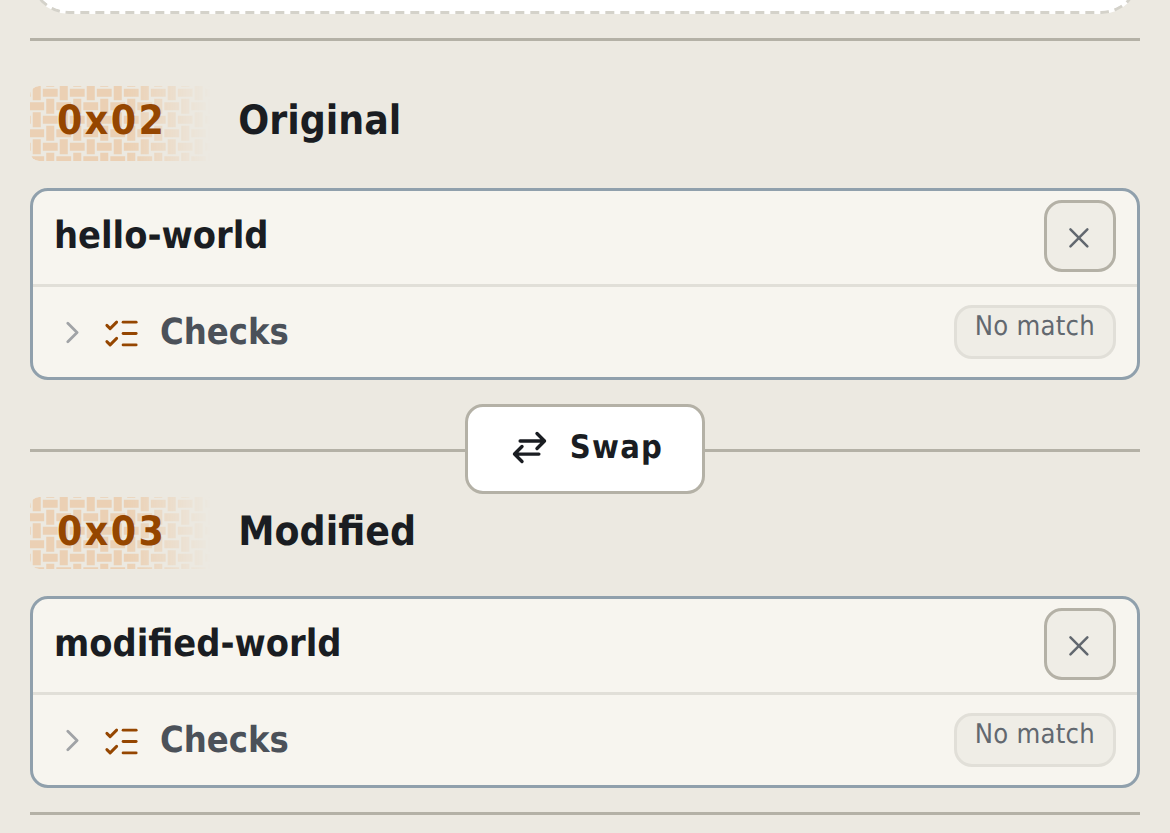 0x02 Original
hello-world
Checks No match
Swap
0x03 Modified
modified-world
Checks No match